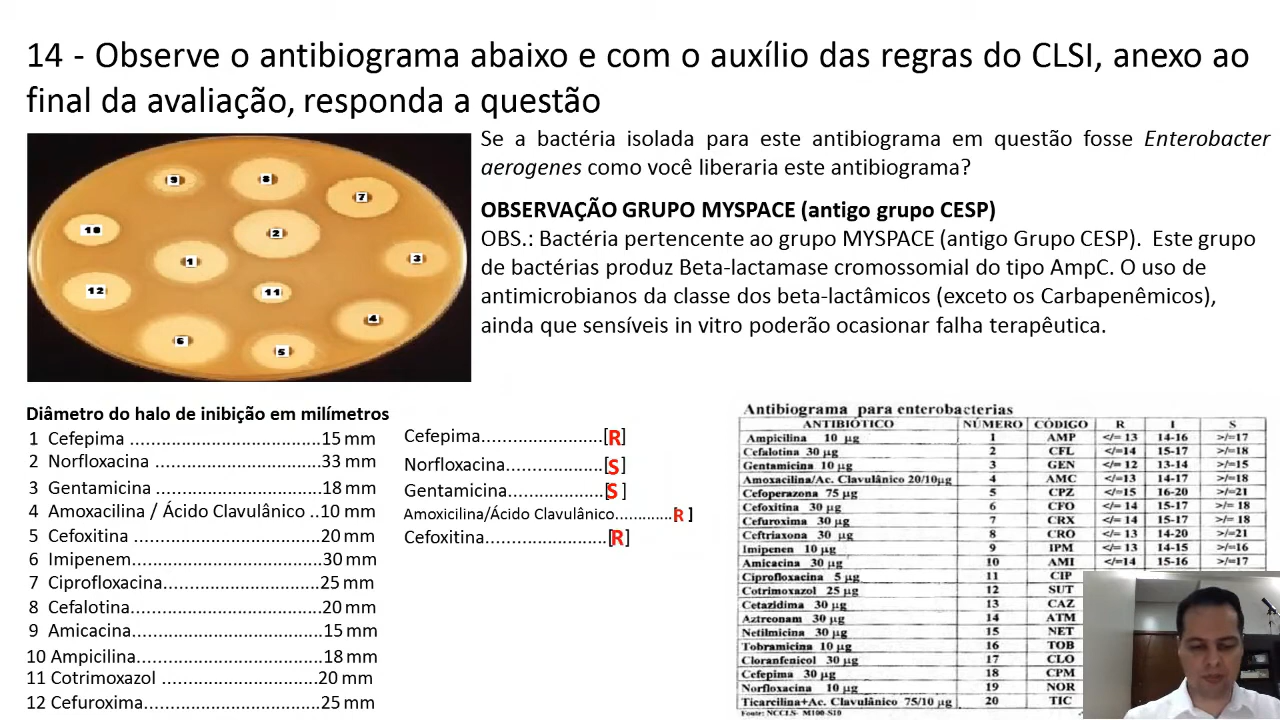 14 - Observe o antibiograma abaixo e com o auxílio das regras do CLSI, anexo ao
final da avaliação, responda a questão
Se a bactéria isolada para este antibiograma em questão fosse Enterobacter
aerogenes como você liberaria este antibiograma?
OBSERVAÇÃO GRUPO MYSPACE (antigo grupo CESP)
OBS.: Bactéria pertencente ao grupo MYSPACE (antigo Grupo CESP). Este grupo
de bactérias produz Beta-lactamase cromossomial do tipo AmpC. O uso de
antimicrobianos da classe dos beta-lactâmicos (exceto os Carbapenêmicos),
ainda que sensíveis in vitro poderão ocasionar falha terapêutica.
9
8
7
10
2
1
3
12
11
4
6
5
Diâmetro do halo de inibição em milímetros
1 Cefepima ................................15 mm
2 Norfloxacina ............................33 mm
3 Gentamicina ............................18 mm
4 Amoxacilina / Ácido Clavulânico ..10 mm
5 Cefoxitina ...............................20 mm
6 Imipenem................................30 mm
7 Ciprofloxacina..........................25 mm
8 Cefalotina................................20 mm
9 Amicacina................................15 mm
10 Ampicilina..............................18 mm
11 Cotrimoxazol ..........................20 mm
12 Cefuroxima.............................25 mm
Cefepima........................[R]
Norfloxacina...................[S]
Gentamicina...................[S ]
Amoxicilina/Ácido Clavulânico............R ]
Cefoxitina........................[R]
Antibiograma para enterobacterias
ANTIBIÓTICO NÚMERO CÓDIGO R I S
Ampicilina 10 µg 1 AMP </= 13 14-16 >/=17
Cefalotina 30 µg 2 CFL </=14 15-17 >/=18
Gentamicina 10 µg 3 GEN </= 12 13-14 >/=15
Amoxacilina/Ac. Clavulânico 20/10µg 4 AMC </=13 14-17 >/=18
Cefoperazona 75 µg 5 CPZ </=15 16-20 >/=21
Cefoxitina 30 µg 6 CFO </= 14 15-17 >/= 18
Cefuroxima 30 µg 7 CRX </= 14 15-17 >/= 18
Ceftriaxona 30 µg 8 CRO </= 13 14-20 >/=21
Imipenen 10 µg 9 IPM </= 13 14-15 >/=16
Amicacina 30 µg 10 AMI </=14 15-16 >/=17
Ciprofloxacina 5 µg 11 CIP
Cotrimoxazol 25 µg 12 SUT
Cetazidima 30 µg 13 CAZ
Aztreonam 30 µg 14 ATM
Netilmicina 30 µg 15 NET
Tobramicina 10 µg 16 TOB
Cloranfenicol 30 µg 17 CLO
Cefepima 30 µg 18 CPM
Norfloxacina 10 µg 19 NOR
Ticarcilina+Ac. Clavulânico 75/10 µg 20 TIC
Fonte: NCCLS- M100-S10